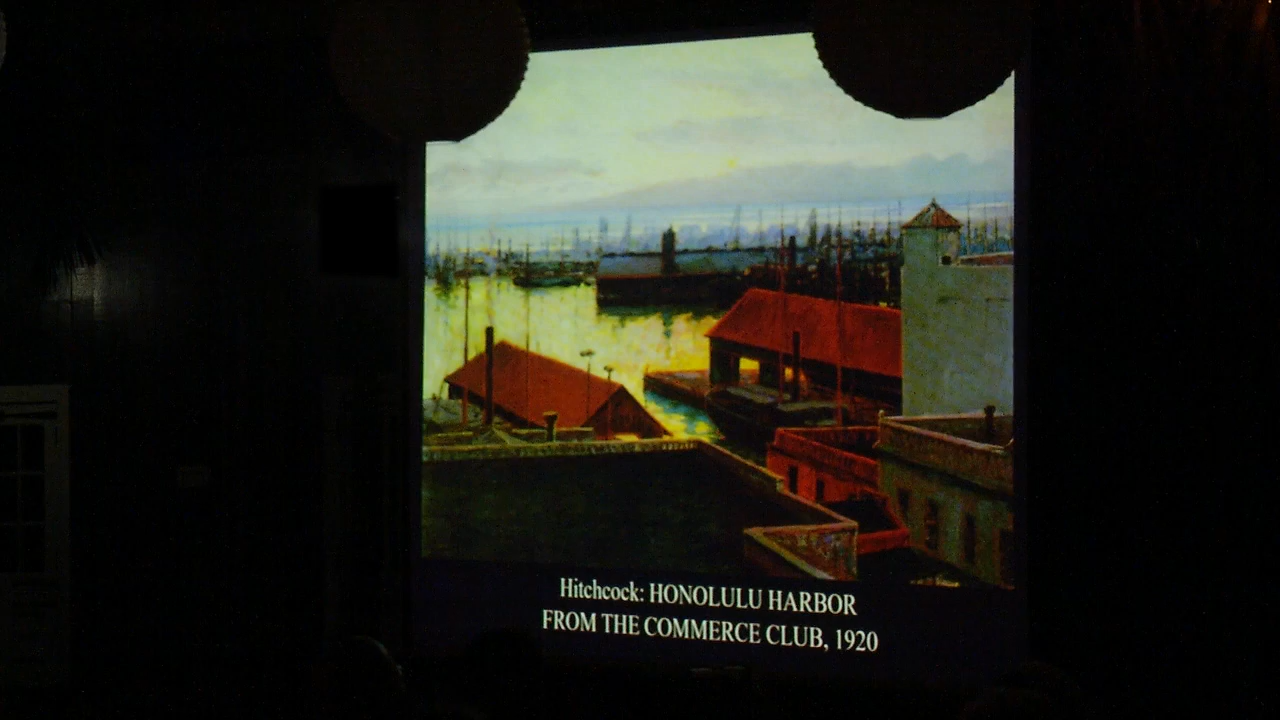 Hitchcock: HONOLULU HARBOR
FROM THE COMMERCE CLUB, 1920